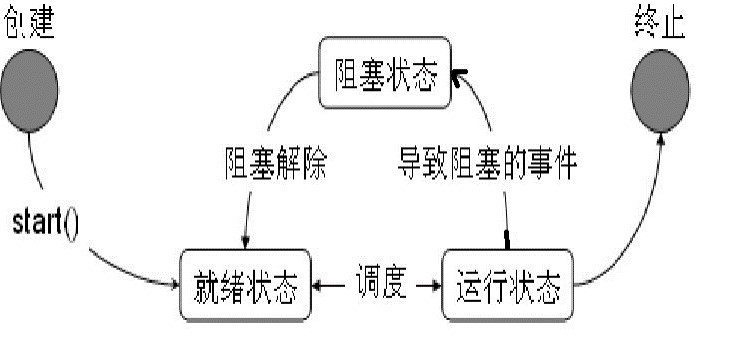 创建
终止
阻塞状态
阻塞解除
导致阻塞的事件
start()
就绪状态
调度
运行状态